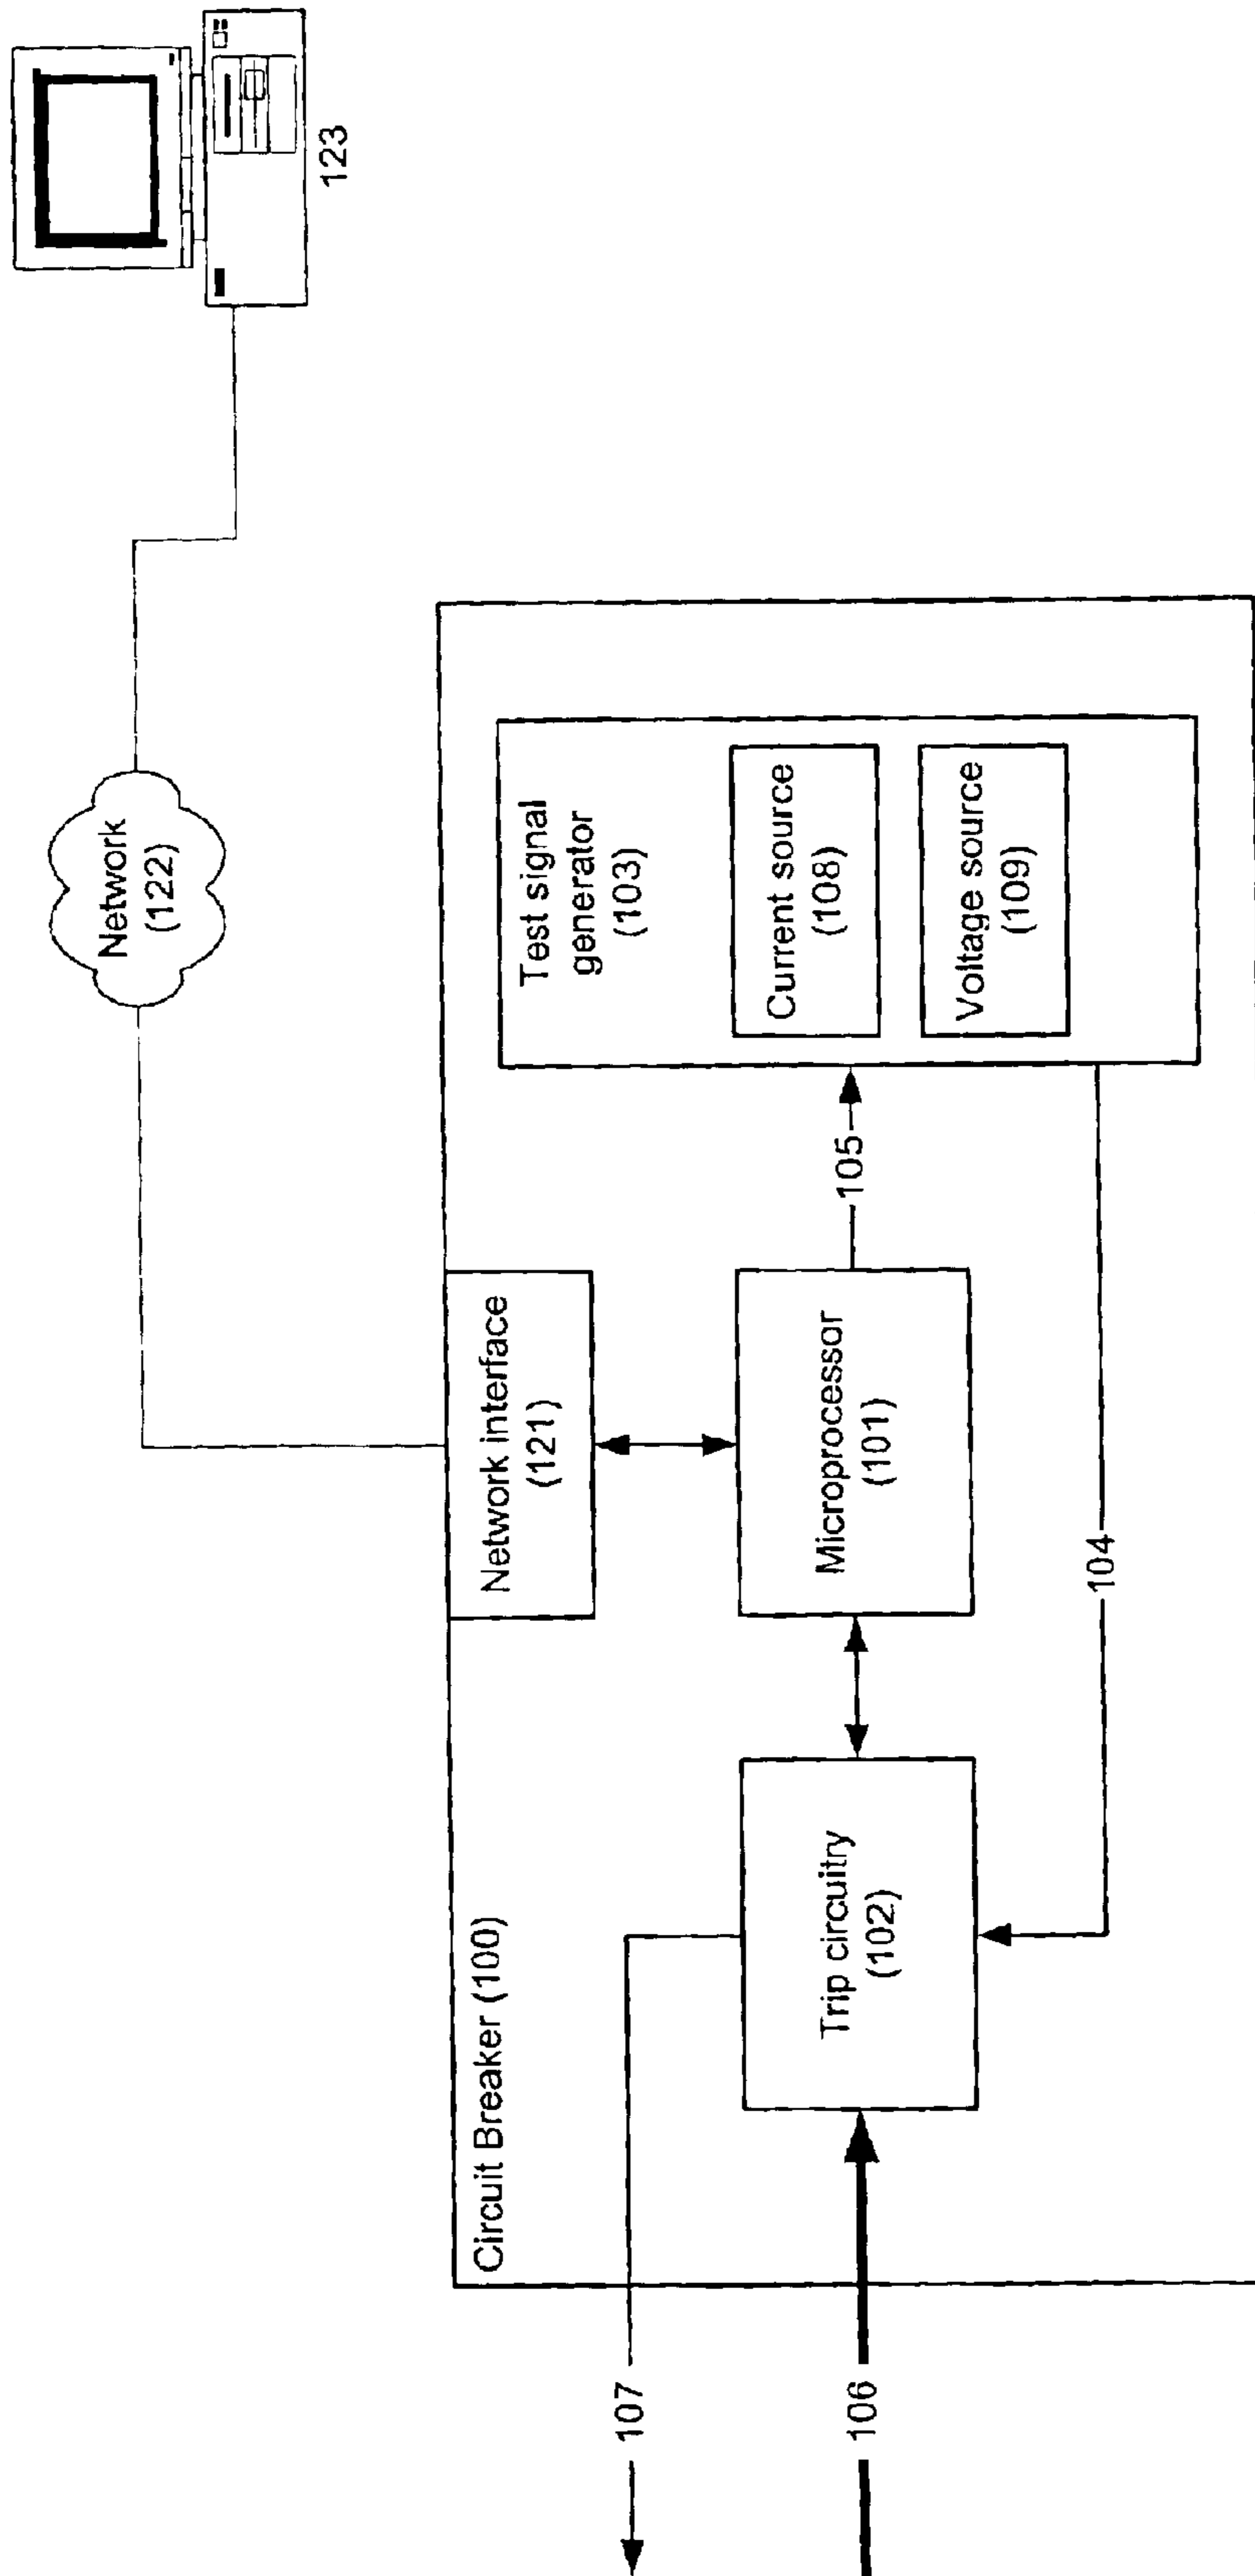 123
Network
(122)
Circuit Breaker (100)
Network interface
(121)
Test signal
generator
(103)
Current source
(108)
Voltage source
(109)
107
105
Microprocessor
(101)
Trip circuitry
(102)
106
104